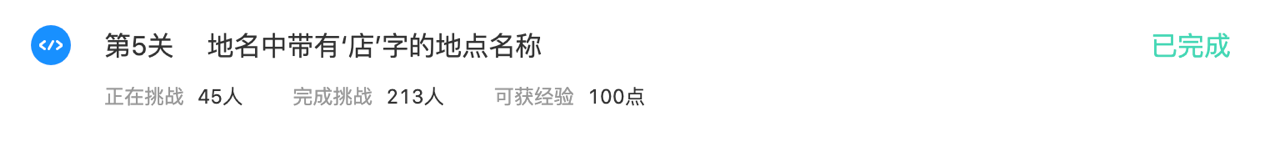 第5关 地名中带有‘店’字的地点名称 已完成
正在挑战 45人 完成挑战 213人 可获经验 100点